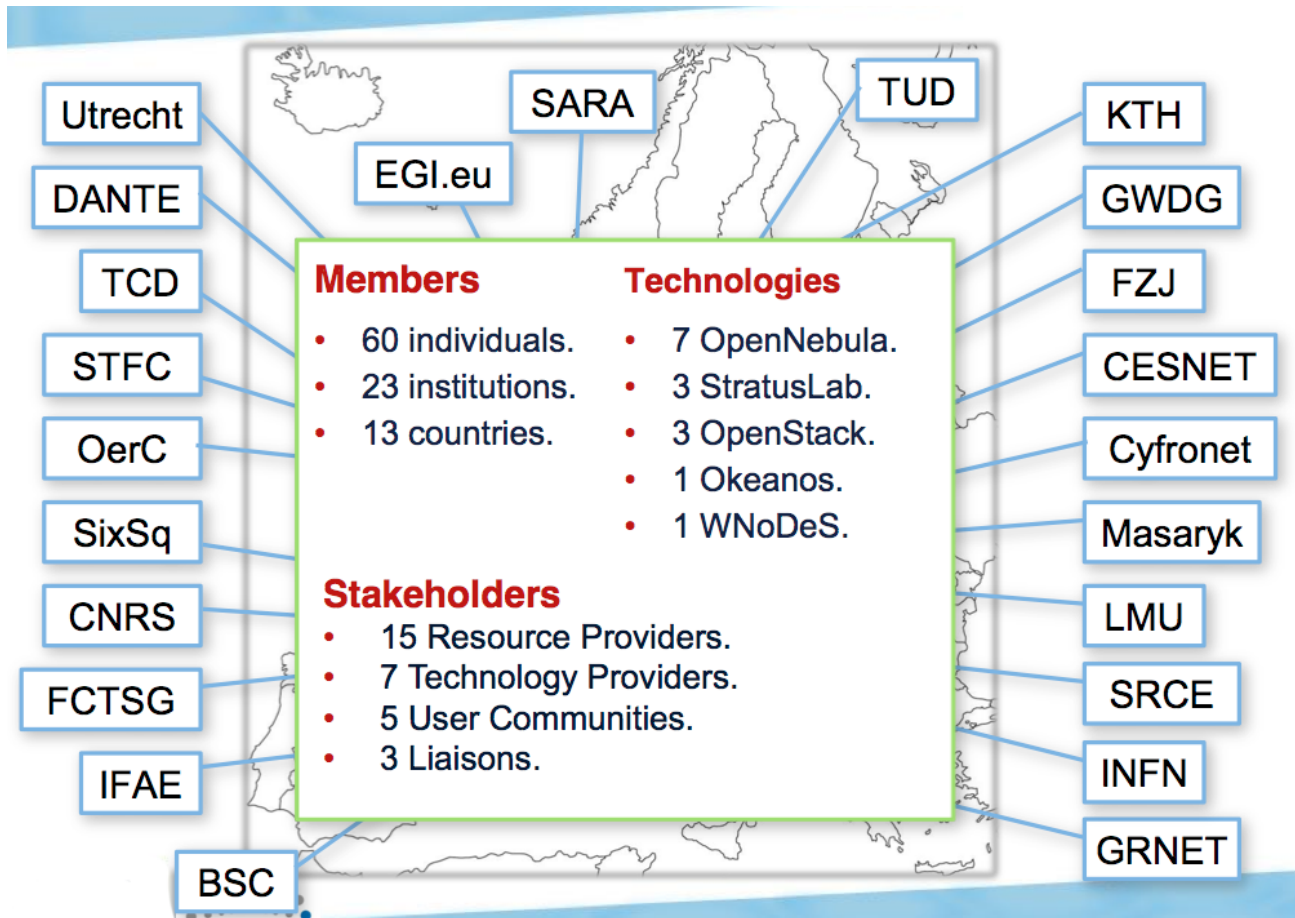 SARA
TUD
EGI.eu
Utrecht
DANTE
TCD
STFC
OerC
SixSq
CNRS
FCTSG
IFAE
BSC
Members
• 60 individuals.
• 23 institutions.
• 13 countries.
Technologies
• 7 OpenNebula.
• 3 StratusLab.
• 3 OpenStack.
• 1 Okeanos.
• 1 WNoDeS.
Stakeholders
• 15 Resource Providers.
• 7 Technology Providers.
• 5 User Communities.
• 3 Liaisons.
KTH
GWDG
FZJ
CESNET
Cyfronet
Masaryk
LMU
SRCE
INFN
GRNET